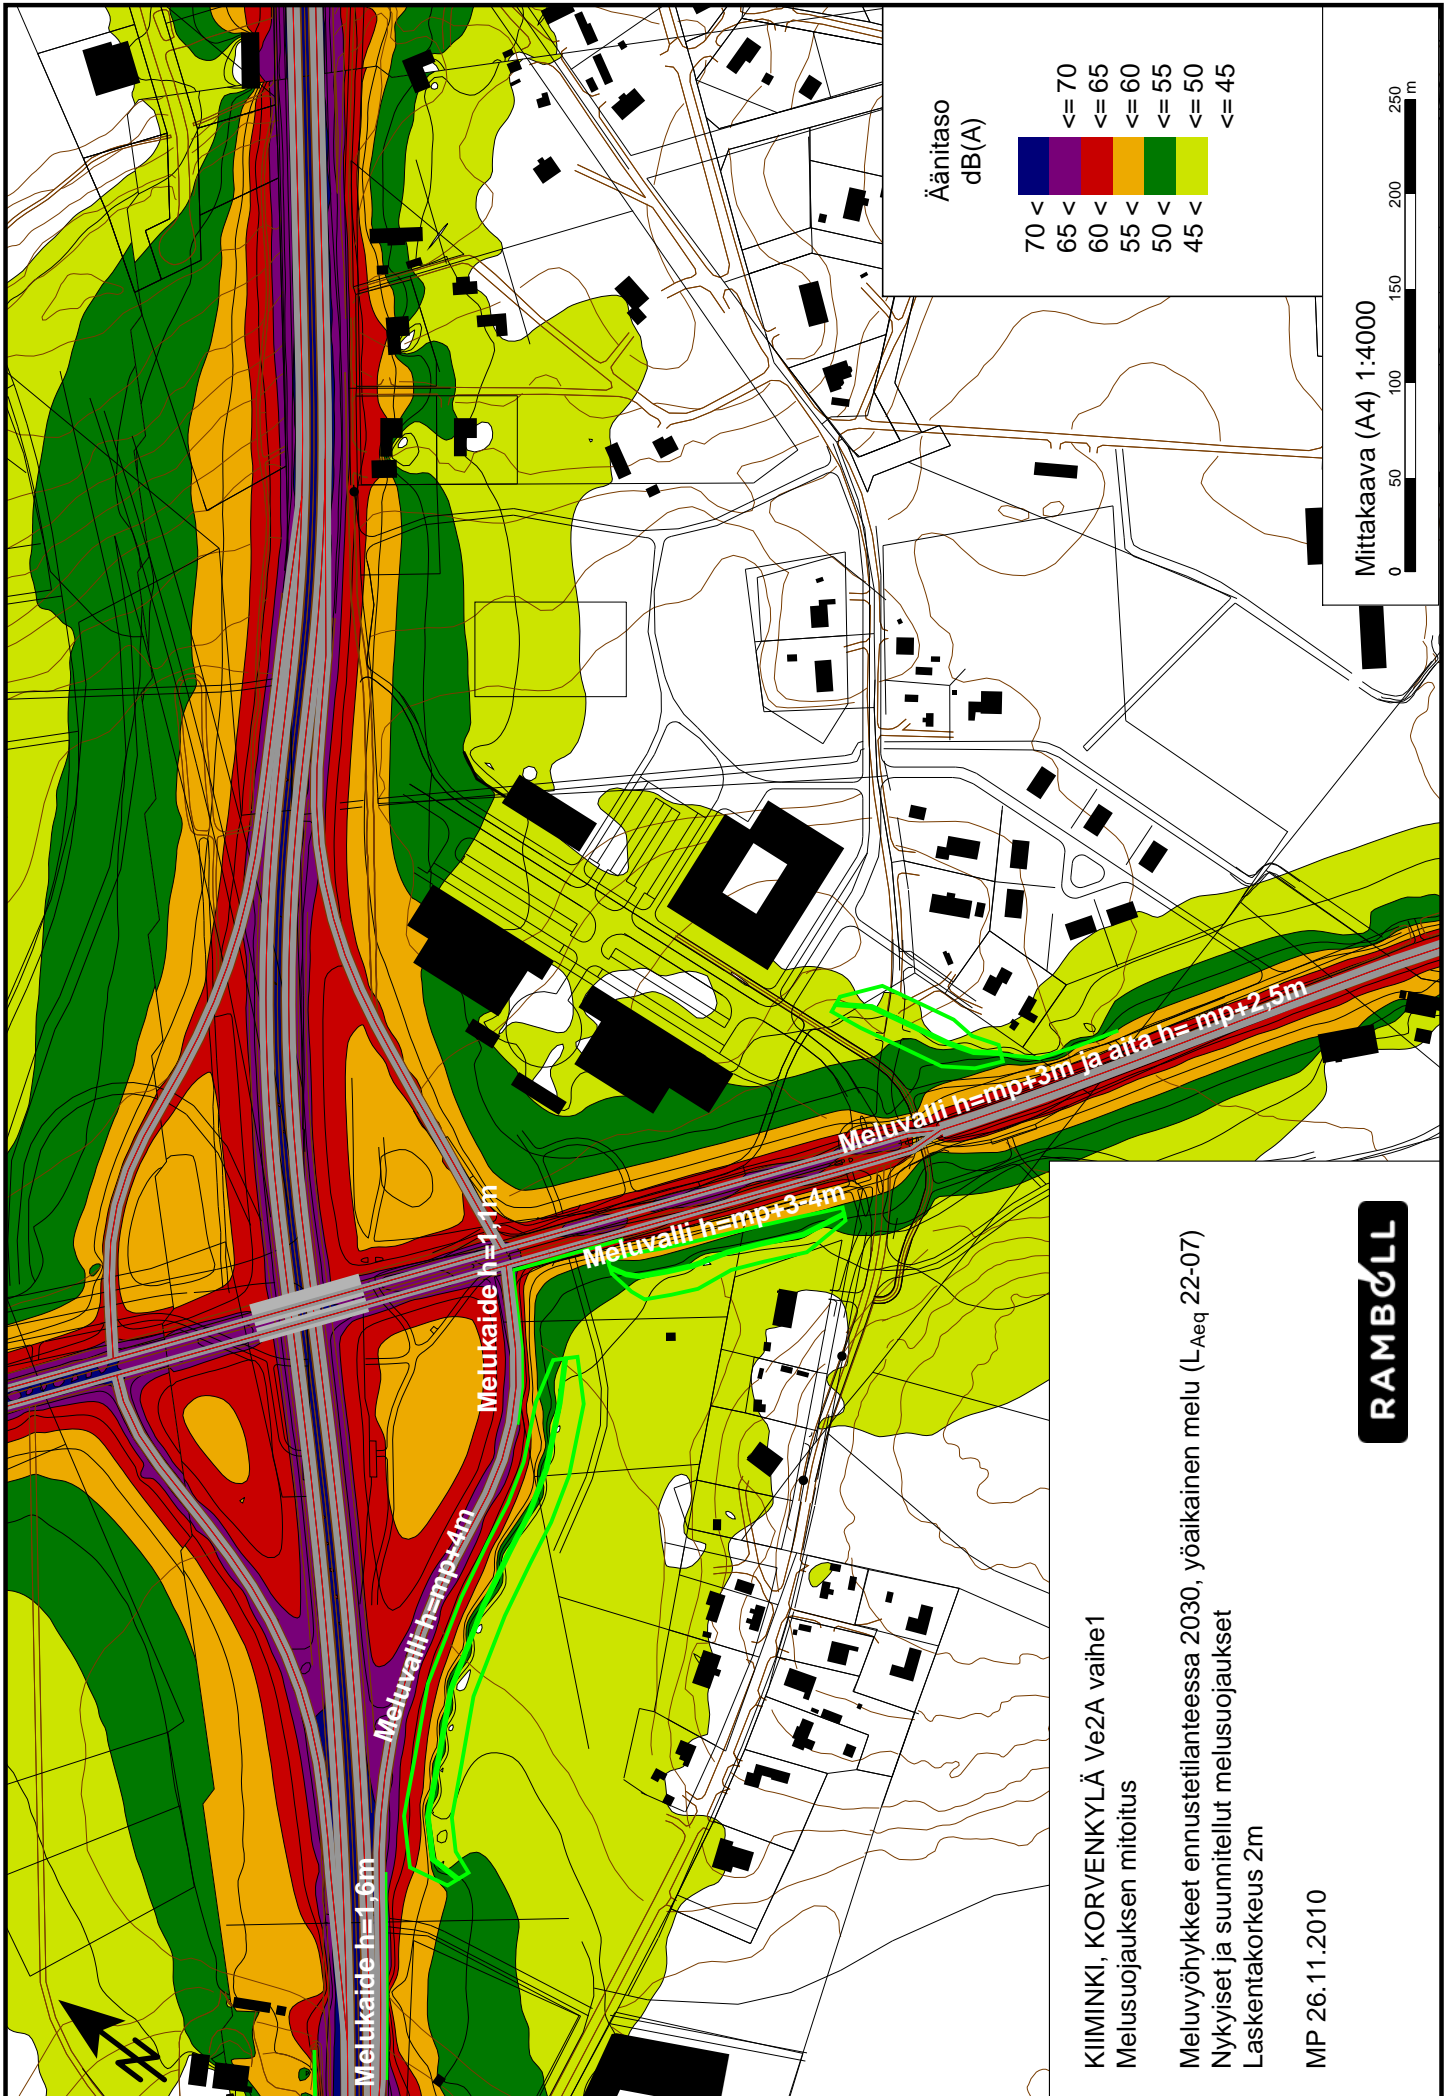 Melukaide h=1,6m
Meluvalli h=mp+4m
Melukaide h=1,1m
Meluvalli h=mp+3-4m
Meluvalli h=mp+3m ja aita h= mp+2,5m
KIIMINKI, KORVENKYLÄ Ve2A vaihe1
Melusuojauksen mitoitus
Meluvyöhykkeet ennustetilanteessa 2030, yöaikainen melu (LAeq 22-07)
Nykyiset ja sunnitellut melusuojaukset
Laskentakorkeus 2m
MP 26.11.2010
RAMBOLL
Äänitaso
dB(A)
70 <
65 < <= 70
60 < <= 65
55 < <= 60
50 < <= 55
45 < <= 50
<= 45
Mittakaava (A4) 1:4000
0 50 100 150 200 250
m
N